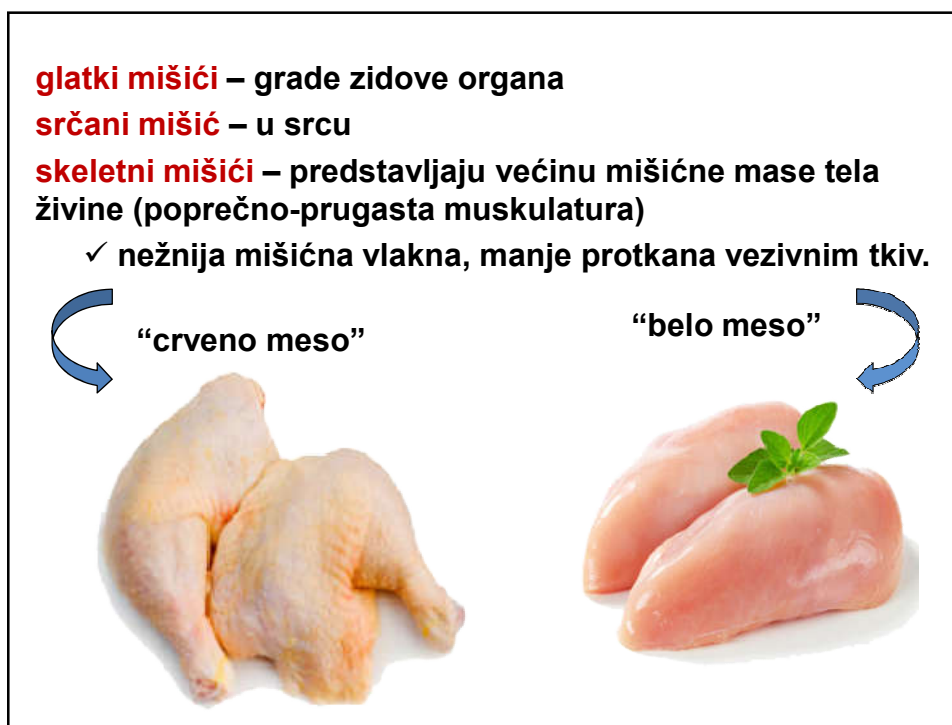 glatki mišići – grade zidove organa
srčani mišić – u srcu
skeletni mišići – predstavljaju većinu mišićne mase tela
živine (poprečno-prugasta muskulatura)
✓ nežnija mišićna vlakna, manje protkana vezivnim tkiv.
“crveno meso”
“belo meso”